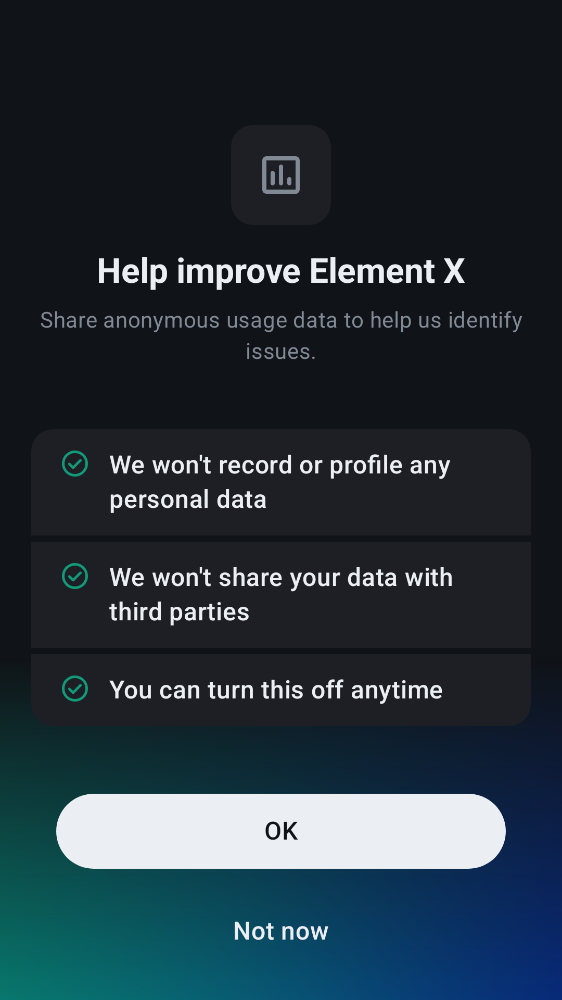 Help improve Element X
Share anonymous usage data to help us identify
issues.
We won't record or profile any
personal data
We won't share your data with
third parties
You can turn this off anytime
OK
Not now